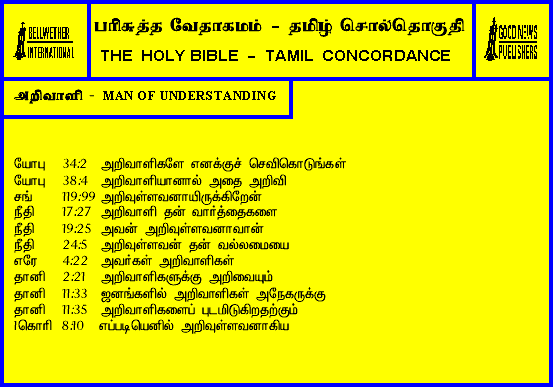 BELLWETHER
INTERNATIONAL
பரிசுத்த வேதாகமம் - தமிழ் சொல்தொகுதி
THE HOLY BIBLE - TAMIL CONCORDANCE
GOOD NEWS
PUBLISHERS
அறிவாளி - MAN OF UNDERSTANDING
யோபு 34:2 அறிவாளிகளே எனக்குச் செவிகொடுங்கள்
யோபு 38:4 அறிவாளியானால் அதை அறிவி
சங் 119:99 அறிவுள்ளவனாயிருக்கிறேன்
நீதி 17:27 அறிவாளி தன் வார்த்தைகளை
நீதி 19:25 அவன் அறிவுள்ளவனாவான்
நீதி 24:5 அறிவுள்ளவன் தன் வல்லமையை
எரே 4:22 அவர்கள் அறிவாளிகள்
தானி 2:21 அறிவாளிகளுக்கு அறிவையும்
தானி 11:33 ஜனங்களில் அறிவாளிகள் அநேகருக்கு
தானி 11:35 அறிவாளிகளைப் புடமிடுகிறதற்கும்
1கொரி 8:10 எப்படியெனில் அறிவுள்ளவனாகிய